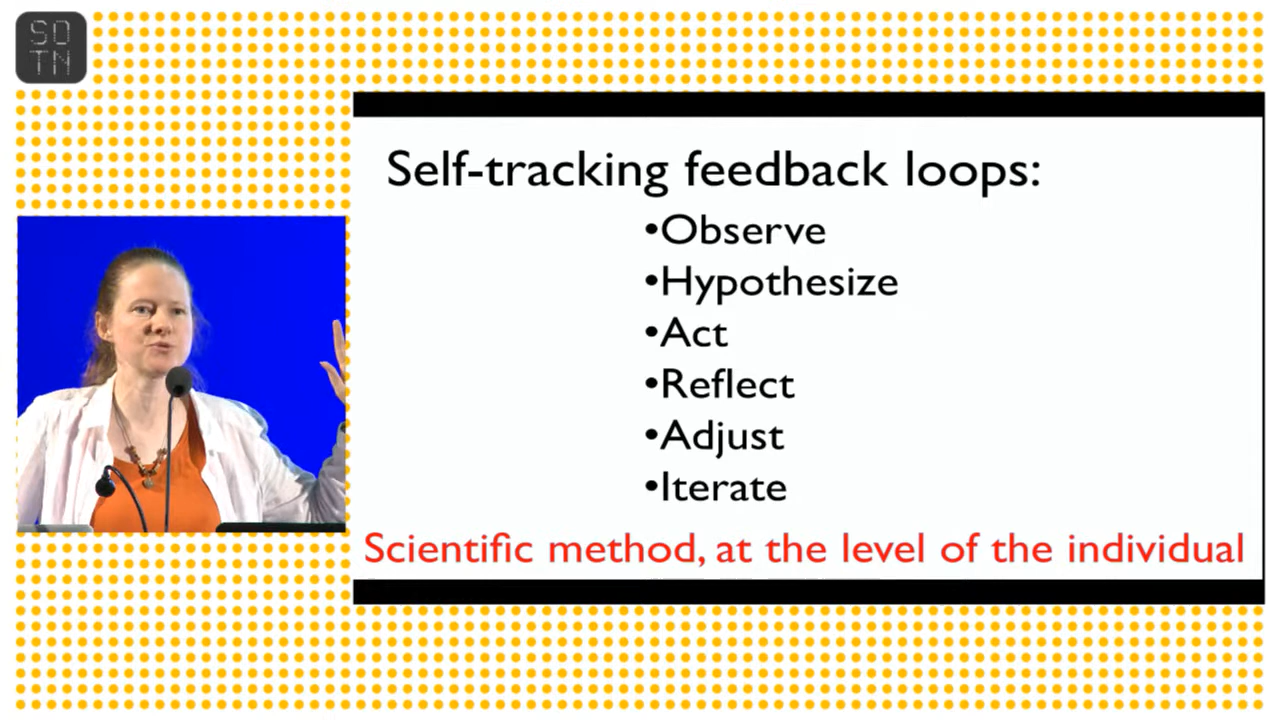 SO
TN
Self-tracking feedback loops:
•Observe
•Hypothesize
•Act
•Reflect
•Adjust
•Iterate
Scientific method, at the level of the individual